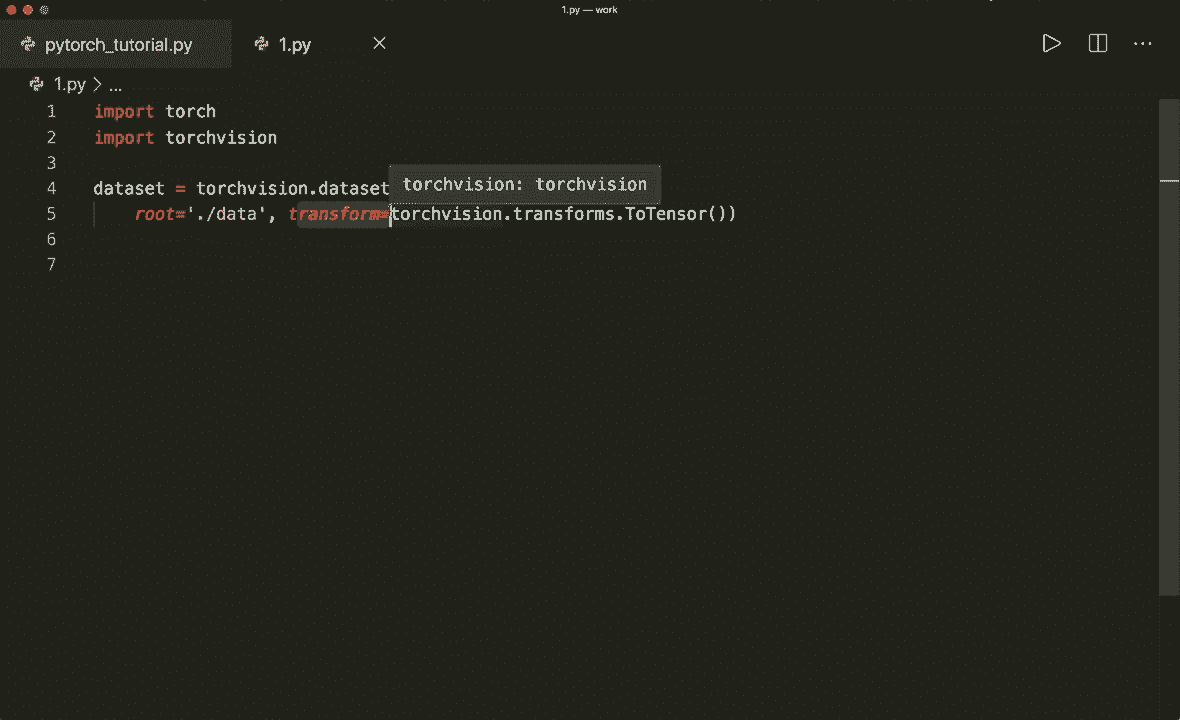 1.py — work
pytorch_tutorial.py 1.py
1.py > ...
1 import torch
2 import torchvision
3
torchvision: torchvision
4 dataset = torchvision.dataset
5 root='./data', transform=torchvision.transforms.ToTensor())
6
7